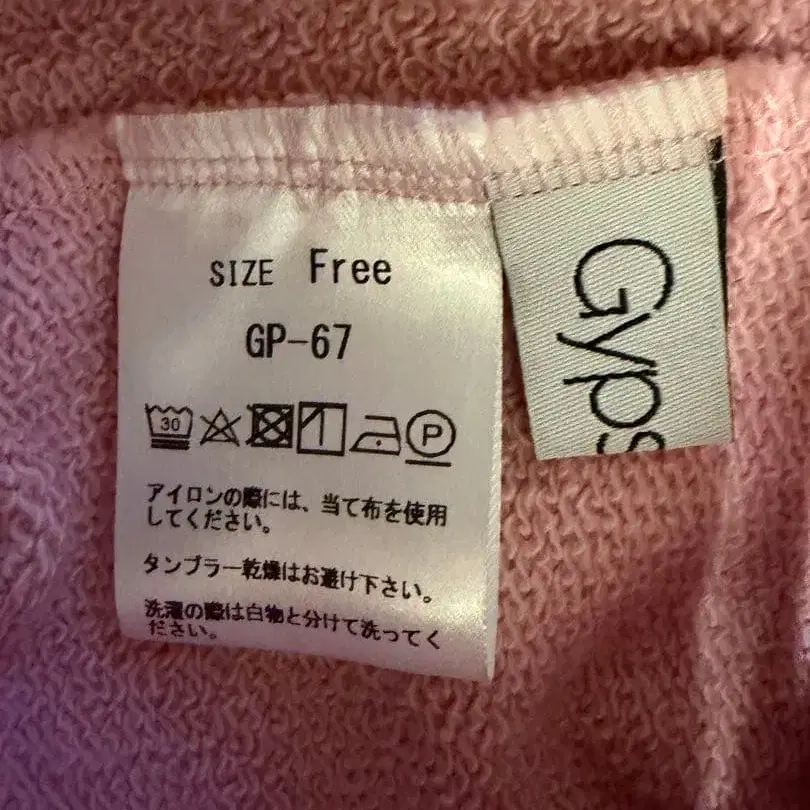 SIZE Free
GP-67
30
P
アイロンの際には、当て布を使用
してください。
タンブラー乾燥はお避け下さい。
洗濯の際は白物と分けて洗ってく
ださい。
Gyps